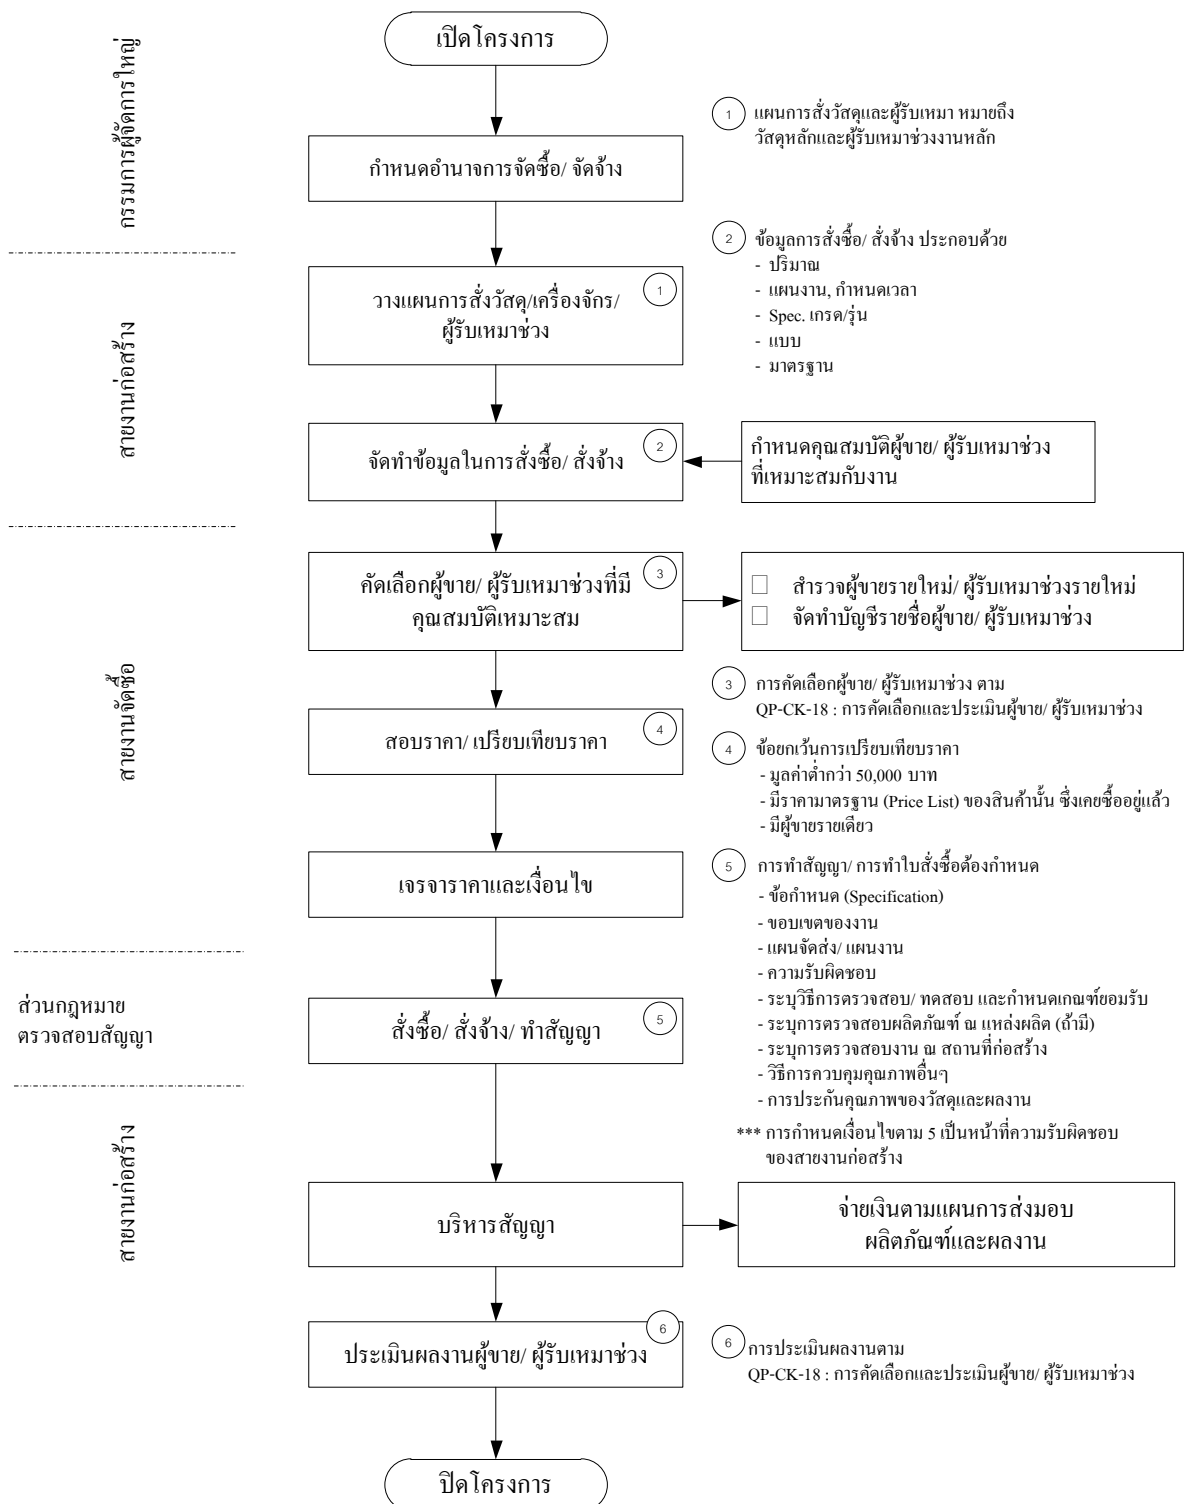 เปิดโครงการ
กรรมการผู้จัดการใหญ่
1 แผนการสั่งวัสดุและผู้รับเหมา หมายถึง
วัสดุหลักและผู้รับเหมาช่วงงานหลัก
กำหนดอำนาจการจัดซื้อ/ จัดจ้าง
2 ข้อมูลการสั่งซื้อ/ สั่งจ้าง ประกอบด้วย
- ปริมาณ
- แผนงาน, กำหนดเวลา
- Spec. เกรด/รุ่น
- แบบ
- มาตรฐาน
สายงานก่อสร้าง
วางแผนการสั่งวัสดุ/เครื่องจักร/ 1
ผู้รับเหมาช่วง
จัดทำข้อมูลในการสั่งซื้อ/ สั่งจ้าง 2
กำหนดคุณสมบัติผู้ขาย/ ผู้รับเหมาช่วง
ที่เหมาะสมกับงาน
สายงานจัดซื้อ
คัดเลือกผู้ขาย/ ผู้รับเหมาช่วงที่มี 3
คุณสมบัติเหมาะสม
□ สำรวจผู้ขายรายใหม่/ ผู้รับเหมาช่วงรายใหม่
□ จัดทำบัญชีรายชื่อผู้ขาย/ ผู้รับเหมาช่วง
3 การคัดเลือกผู้ขาย/ ผู้รับเหมาช่วง ตาม
QP-CK-18 : การคัดเลือกและประเมินผู้ขาย/ ผู้รับเหมาช่วง
สอบราคา/ เปรียบเทียบราคา 4
4 ข้อยกเว้นการเปรียบเทียบราคา
- มูลค่าต่ำกว่า 50,000 บาท
- มีราคามาตรฐาน (Price List) ของสินค้านั้น ซึ่งเคยซื้ออยู่แล้ว
- มีผู้ขายรายเดียว
เจรจาราคาและเงื่อนไข
5 การทำสัญญา/ การทำใบสั่งซื้อต้องกำหนด
- ข้อกำหนด (Specification)
- ขอบเขตของงาน
- แผนจัดส่ง/ แผนงาน
- ความรับผิดชอบ
- ระบุวิธีการตรวจสอบ/ ทดสอบ และกำหนดเกณฑ์ยอมรับ
- ระบุการตรวจสอบผลิตภัณฑ์ ณ แหล่งผลิต (ถ้ามี)
- ระบุการตรวจสอบงาน ณ สถานที่ก่อสร้าง
- วิธีการควบคุมคุณภาพอื่นๆ
- การประกันคุณภาพของวัสดุและผลงาน
*** การกำหนดเงื่อนไขตาม 5 เป็นหน้าที่ความรับผิดชอบ
ของสายงานก่อสร้าง
ส่วนกฎหมาย
ตรวจสอบสัญญา
สั่งซื้อ/ สั่งจ้าง/ ทำสัญญา 5
สายงานก่อสร้าง
บริหารสัญญา
จ่ายเงินตามแผนการส่งมอบ
ผลิตภัณฑ์และผลงาน
ประเมินผลงานผู้ขาย/ ผู้รับเหมาช่วง 6
6 การประเมินผลงานตาม
QP-CK-18 : การคัดเลือกและประเมินผู้ขาย/ ผู้รับเหมาช่วง
ปิดโครงการ